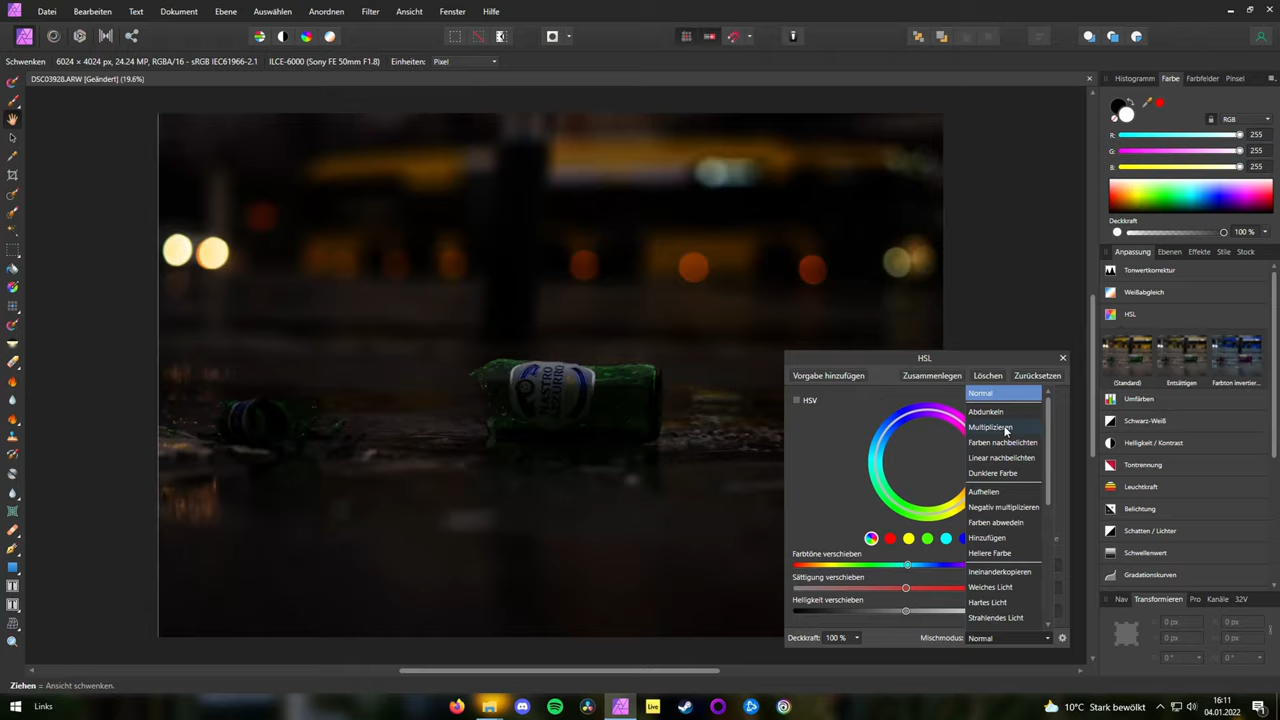 Datei Bearbeiten Text Dokument Ebene Auswählen Anordnen Filter Ansicht Fenster Hilfe
Schwenken 6024 × 4024 px, 24.24 MP, RGBA/16 - sRGB IEC61966-2.1 ILCE-6000 (Sony FE 50mm F1.8) Einheiten: Pixel
DSC03928.ARW [Geändert] (19.6%)
Histogramm Farbe Farbfelder Pinsel
RGB
R: 255
G: 255
B: 255
Deckkraft
100 %
Anpassung Ebenen Effekte Stile Stock
Tonwertkorrektur
Weißabgleich
HSL
(Standard) Entsättigen Farbton invertier...
Umfärben
Schwarz-Weiß
Helligkeit / Kontrast
Tontrennung
Leuchtkraft
Belichtung
Schatten / Lichter
Schwellenwert
Gradationskurven
Nav Transformieren Pro Kanäle 32V
0 px 0 px
0 px 0 px
0 ° 0 °
HSL
Vorgabe hinzufügen Zusammenlegen Löschen Zurücksetzen
HSV
Normal
Abdunkeln
Multiplizieren
Farben nachbelichten
Linear nachbelichten
Dunklere Farbe
Aufhellen
Negativ multiplizieren
Farben abwedeln
Hinzufügen
Hellere Farbe
Ineinanderkopieren
Weiches Licht
Hartes Licht
Strahlendes Licht
Farbtöne verschieben
Sättigung verschieben
Helligkeit verschieben
Deckkraft: 100 % Mischmodus: Normal
ASTRO
Ziehen = Ansicht schwenken.
Links
Live
10°C Stark bewölkt
16:11
04.01.2022